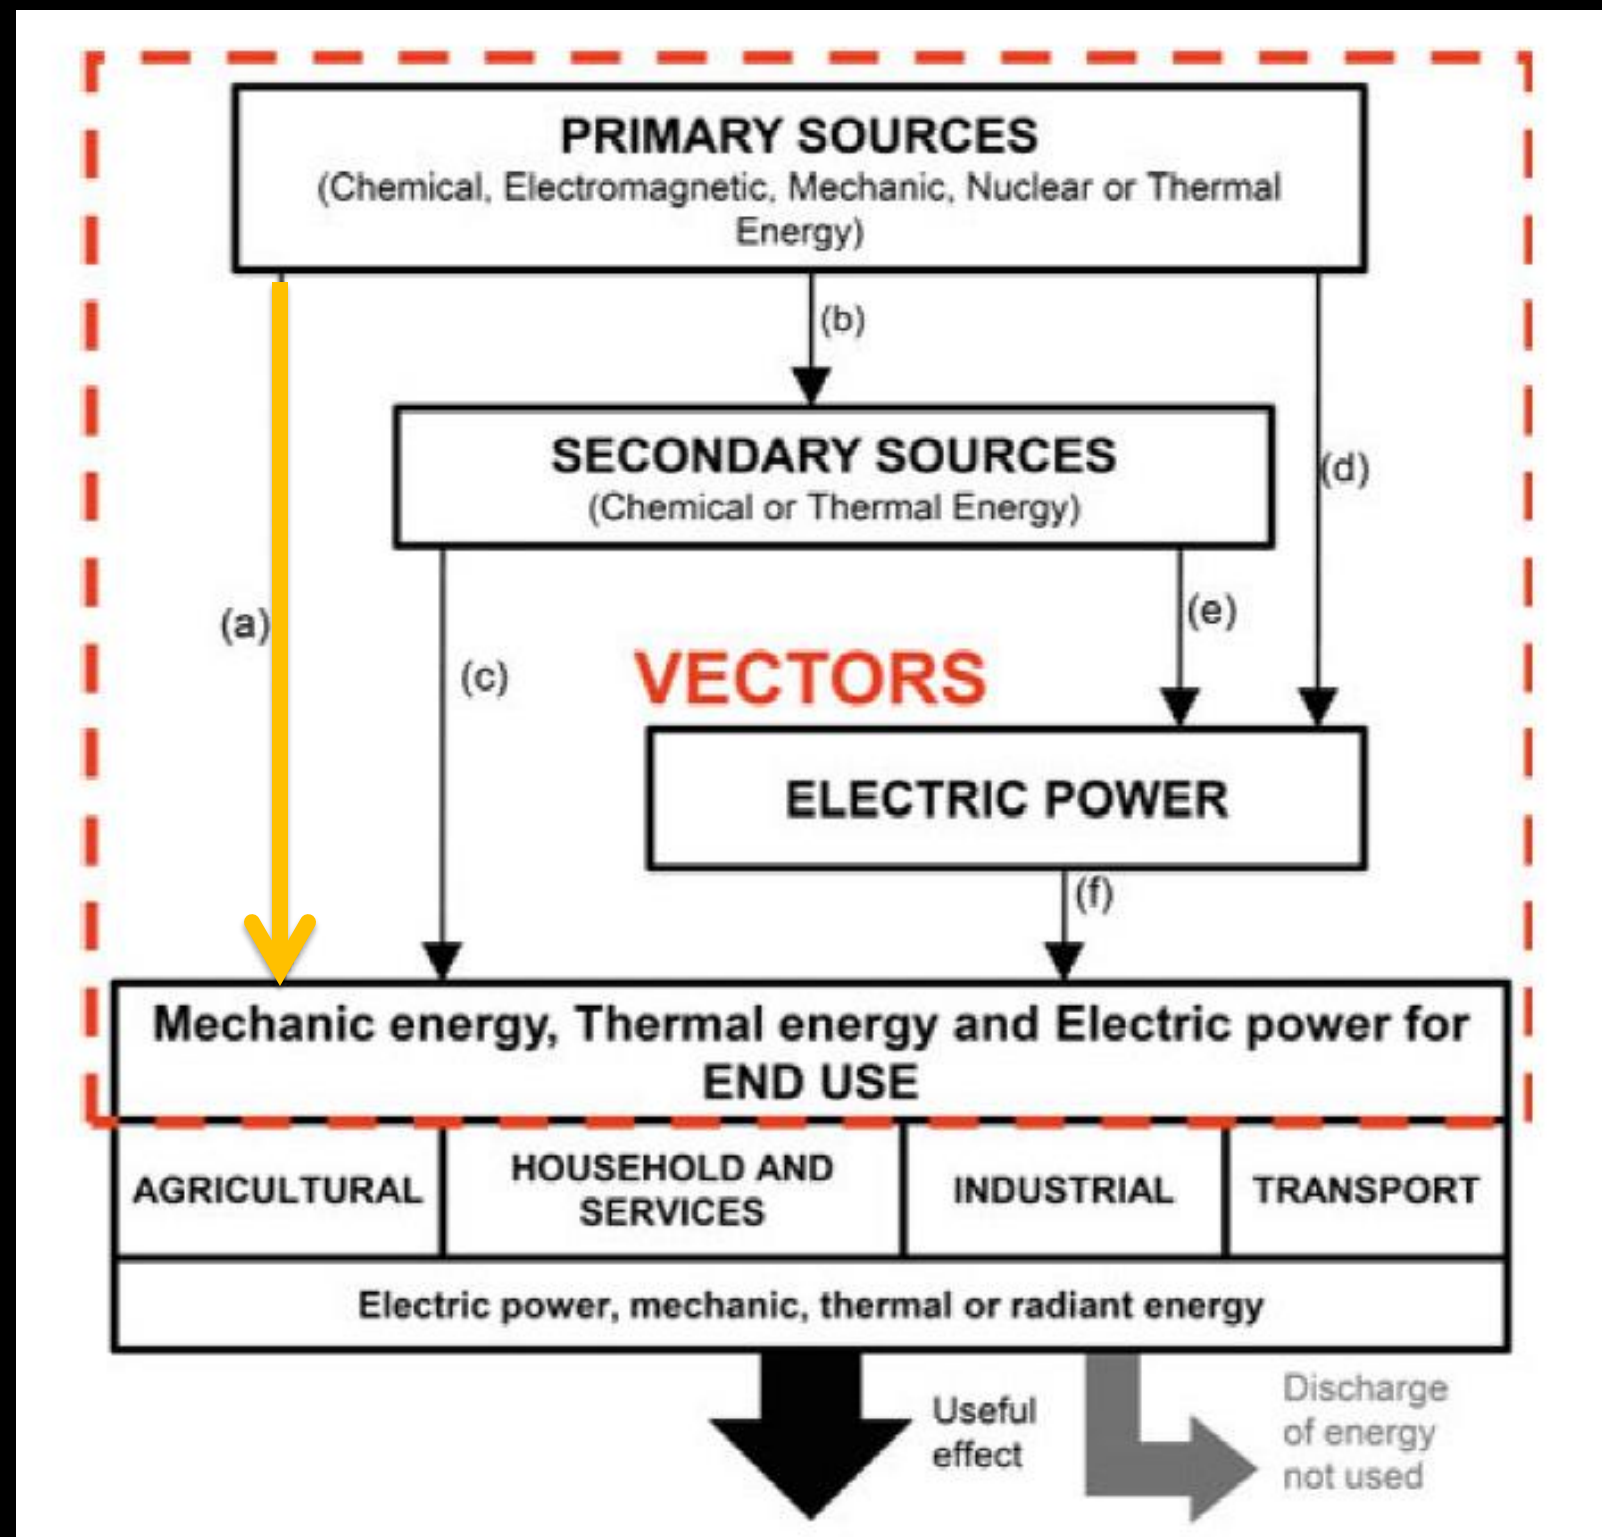 PRIMARY SOURCES
(Chemical, Electromagnetic, Mechanic, Nuclear or Thermal
Energy)
(b)
SECONDARY SOURCES
(Chemical or Thermal Energy)
(d)
(a)
(e)
(c)
VECTORS
ELECTRIC POWER
(f)
Mechanic energy, Thermal energy and Electric power for
END USE
AGRICULTURAL
HOUSEHOLD AND
SERVICES
INDUSTRIAL
TRANSPORT
Electric power, mechanic, thermal or radiant energy
Useful
effect
Discharge
of energy
not used